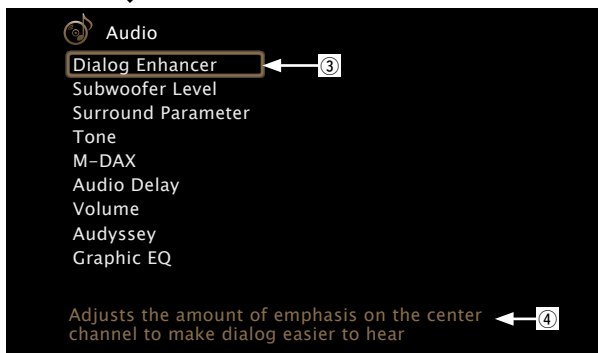 Audio
Dialog Enhancer
③
Subwoofer Level
Surround Parameter
Tone
M-DAX
Audio Delay
Volume
Audyssey
Graphic EQ
Adjusts the amount of emphasis on the center
④
channel to make dialog easier to hear